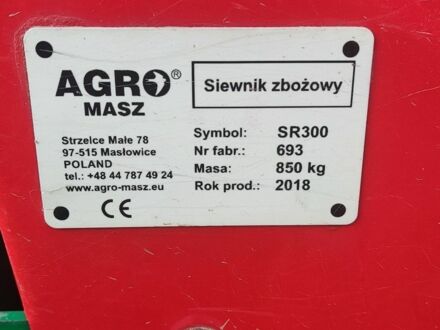 AGRO®
MASZ
Siewnik zbożowy
Strzelce Małe 78
97-515 Masłowice
POLAND
tel.: +48 44 787 49 24
www.agro-masz.eu
CE
Symbol: SR300
Nr fabr.: 693
Masa: 850 kg
Rok prod.: 2018